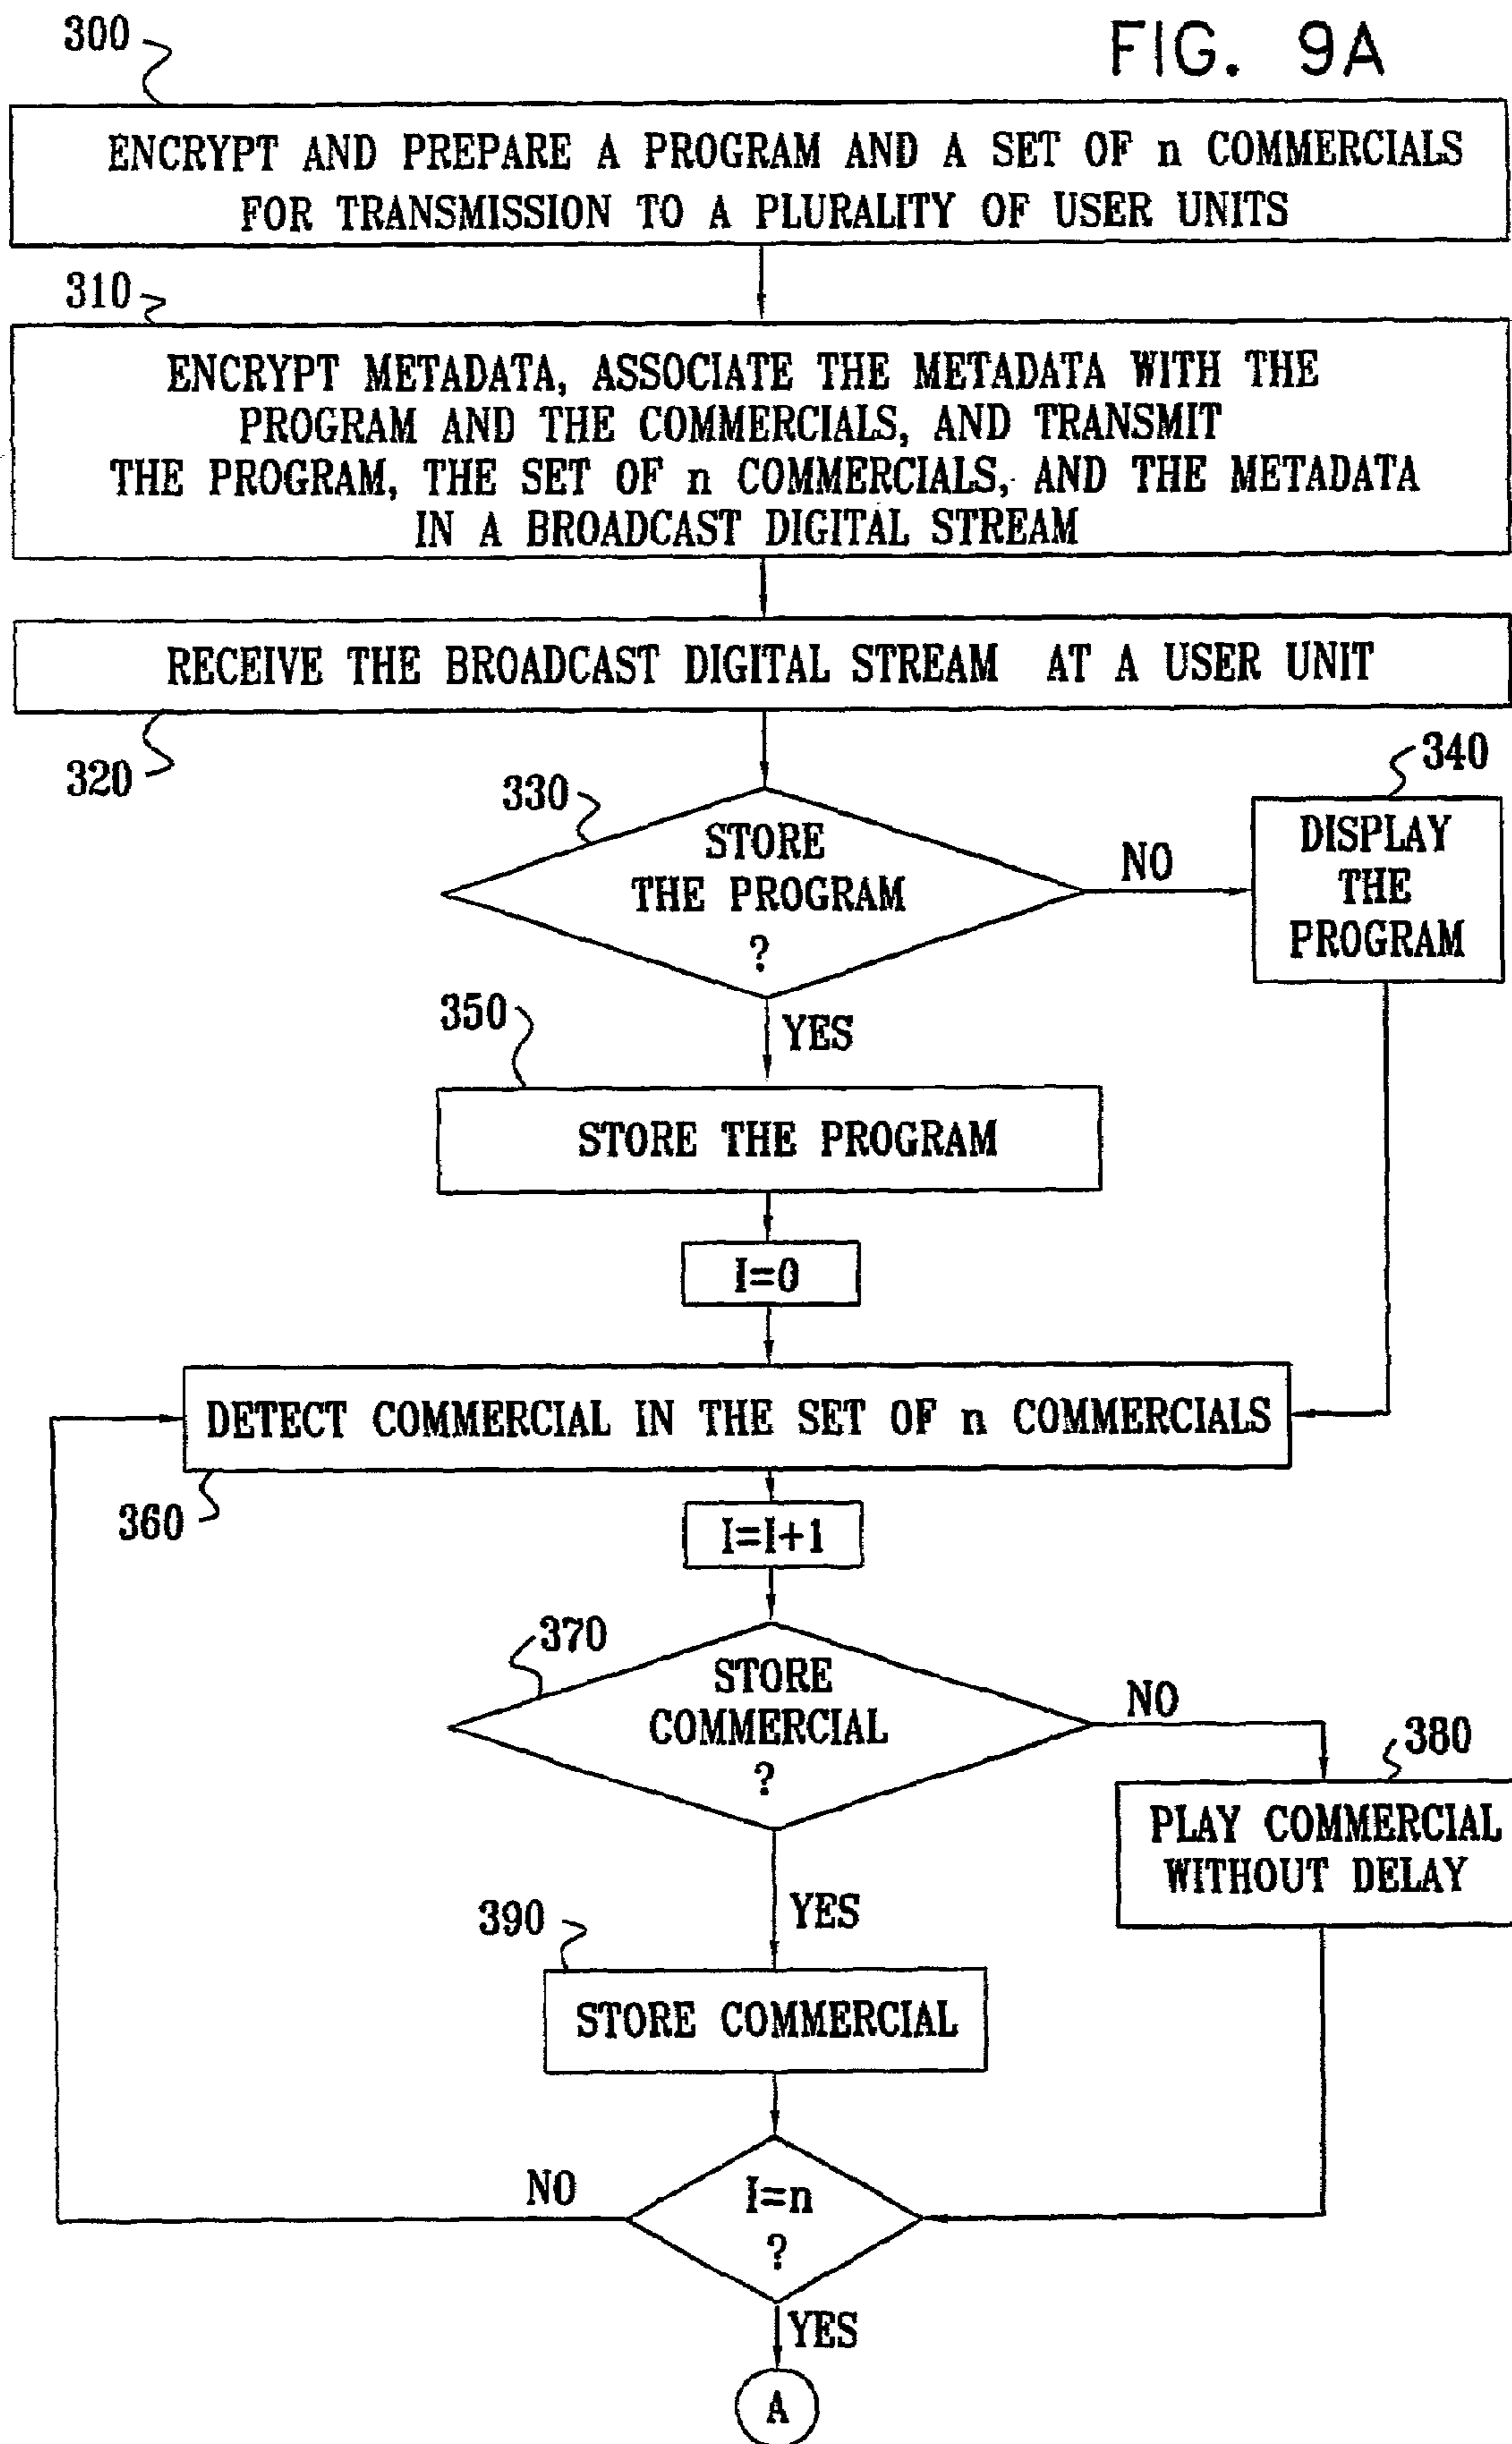 300
FIG. 9A
ENCRYPT AND PREPARE A PROGRAM AND A SET OF n COMMERCIALS
FOR TRANSMISSION TO A PLURALITY OF USER UNITS
310
ENCRYPT METADATA, ASSOCIATE THE METADATA WITH THE
PROGRAM AND THE COMMERCIALS, AND TRANSMIT
THE PROGRAM, THE SET OF n COMMERCIALS, AND THE METADATA
IN A BROADCAST DIGITAL STREAM
RECEIVE THE BROADCAST DIGITAL STREAM AT A USER UNIT
320
330
STORE
THE PROGRAM
?
NO
340
DISPLAY
THE
PROGRAM
YES
350
STORE THE PROGRAM
I=0
DETECT COMMERCIAL IN THE SET OF n COMMERCIALS
360
I=I+1
370
STORE
COMMERCIAL
?
NO
380
PLAY COMMERCIAL
WITHOUT DELAY
YES
390
STORE COMMERCIAL
NO
I=n
?
YES
A